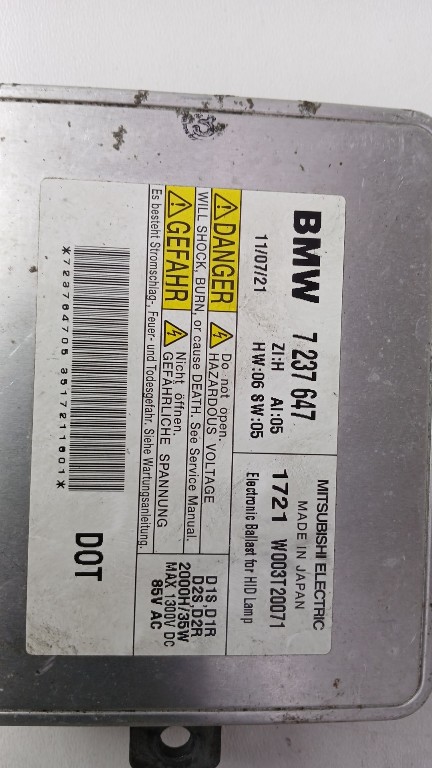 BMW 7 237 647
11/07/21 ZI:H AI:05
HW:06 SW:05
MITSUBISHI ELECTRIC
MADE IN JAPAN
1721 W003T20071
Electronic Ballast for HID Lamp
DANGER Do not open.
HAZARDOUS VOLTAGE
WILL SHOCK, BURN, or cause DEATH. See Service Manual.
GEFAHR Nicht öffnen.
GEFÄHRLICHE SPANNUNG
Es besteht Stromschlag-, Feuer- und Todesgefahr. Siehe Wartungsanleitung.
D1S,D1R
D2S,D2R
2000H/35W
MAX 1300V DC
85V AC
*723764705 3517211601*
DOT